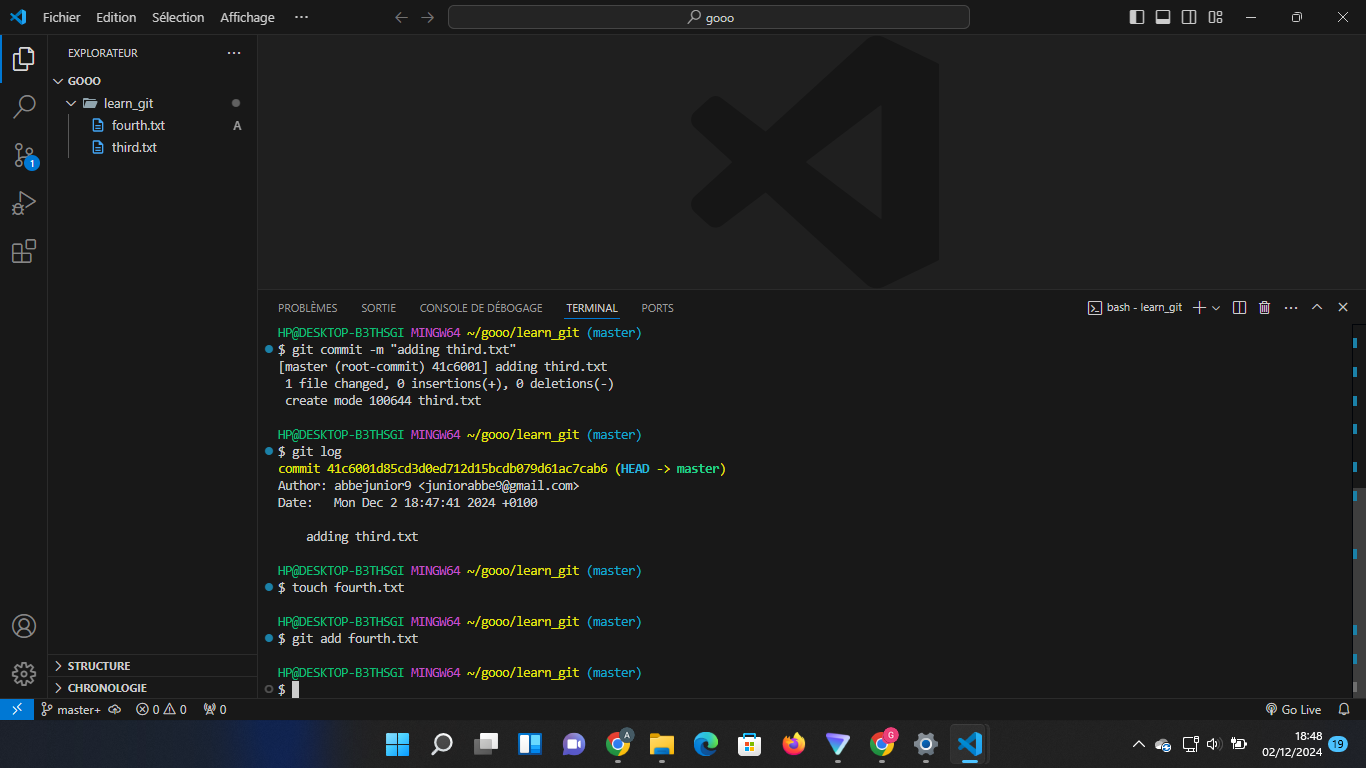 Fichier Edition Sélection Affichage ···
gooo
EXPLORATEUR ···
GOOO
learn_git
fourth.txt A
third.txt
1
PROBLÈMES SORTIE CONSOLE DE DÉBOGAGE TERMINAL PORTS
bash - learn_git
HP@DESKTOP-B3THSGI MINGW64 ~/gooo/learn_git (master)
$ git commit -m "adding third.txt"
[master (root-commit) 41c6001] adding third.txt
1 file changed, 0 insertions(+), 0 deletions(-)
create mode 100644 third.txt
HP@DESKTOP-B3THSGI MINGW64 ~/gooo/learn_git (master)
$ git log
commit 41c6001d85cd3d0ed712d15bcdb079d61ac7cab6 (HEAD -> master)
Author: abbejunior9 <juniorabbe9@gmail.com>
Date: Mon Dec 2 18:47:41 2024 +0100
adding third.txt
HP@DESKTOP-B3THSGI MINGW64 ~/gooo/learn_git (master)
$ touch fourth.txt
HP@DESKTOP-B3THSGI MINGW64 ~/gooo/learn_git (master)
$ git add fourth.txt
HP@DESKTOP-B3THSGI MINGW64 ~/gooo/learn_git (master)
$
STRUCTURE
CHRONOLOGIE
master+ 0 0 0 Go Live
A
G
18:48
02/12/2024
19